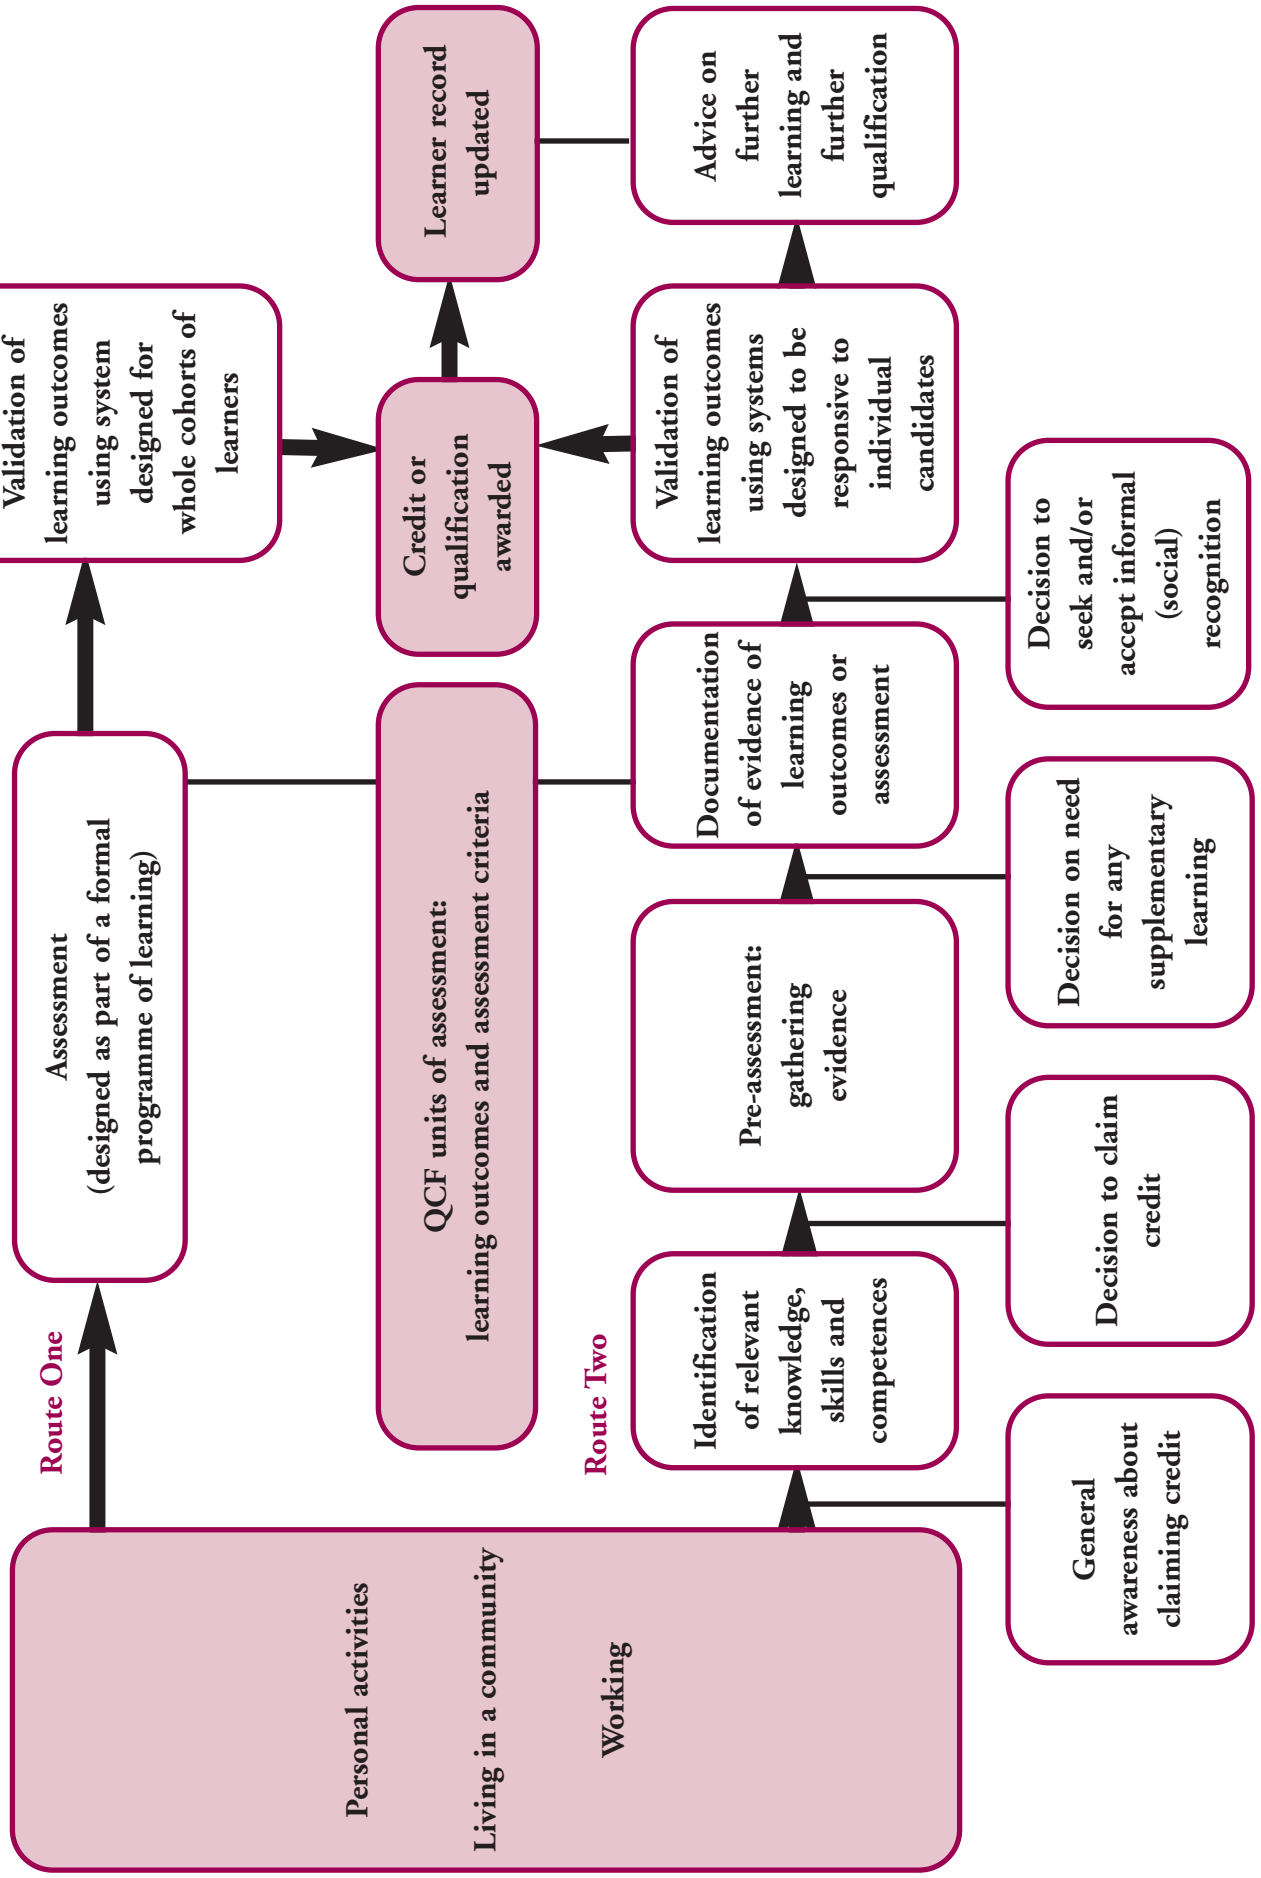 Personal activities
Living in a community
Working
Route One
Assessment
(designed as part of a formal
programme of learning)
Validation of
learning outcomes
using system
designed for
whole cohorts of
learners
QCF units of assessment:
learning outcomes and assessment criteria
Credit or
qualification
awarded
Learner record
updated
Route Two
Identification
of relevant
knowledge,
skills and
competences
Pre-assessment:
gathering
evidence
Documentation
of evidence of
learning
outcomes or
assessment
Validation of
learning outcomes
using systems
designed to be
responsive to
individual
candidates
Advice on
further
learning and
further
qualification
General
awareness about
claiming credit
Decision to claim
credit
Decision on need
for any
supplementary
learning
Decision to
seek and/or
accept informal
(social)
recognition